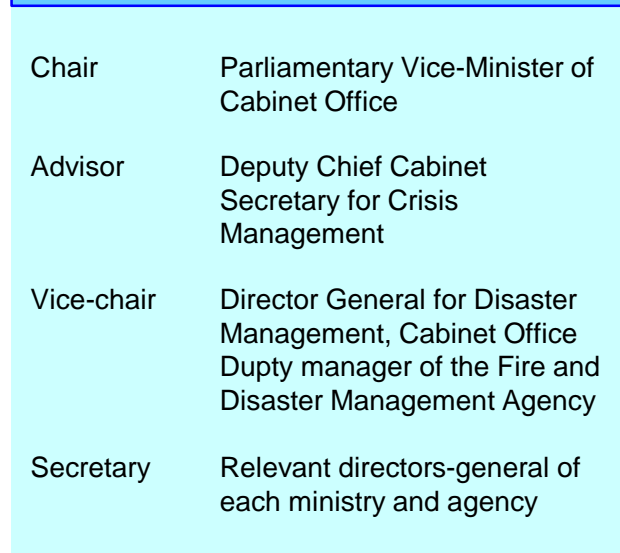 Chair Parliamentary Vice-Minister of
Cabinet Office
Advisor Deputy Chief Cabinet
Secretary for Crisis
Management
Vice-chair Director General for Disaster
Management, Cabinet Office
Dupty manager of the Fire and
Disaster Management Agency
Secretary Relevant directors-general of
each ministry and agency